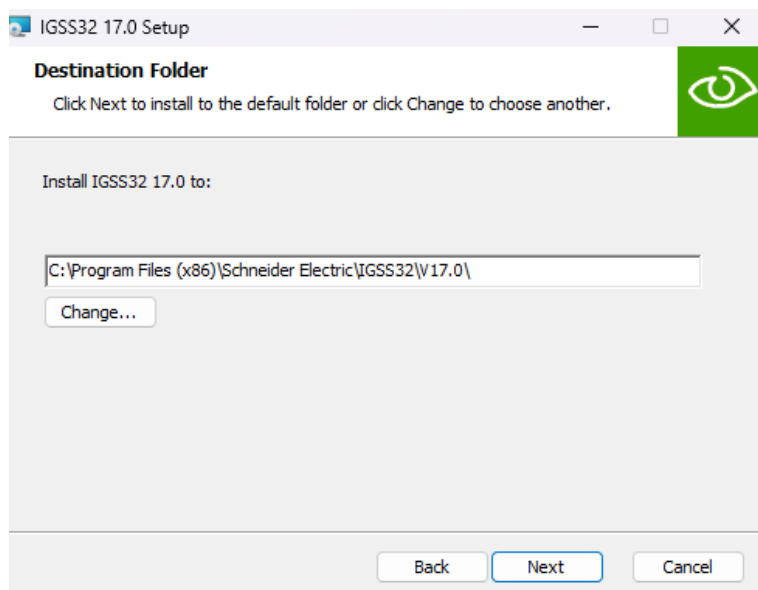 IGSS32 17.0 Setup
Destination Folder
Click Next to install to the default folder or click Change to choose another.
Install IGSS32 17.0 to:
C:\Program Files (x86)\Schneider Electric\IGSS32\V17.0\
Change...
Back Next Cancel